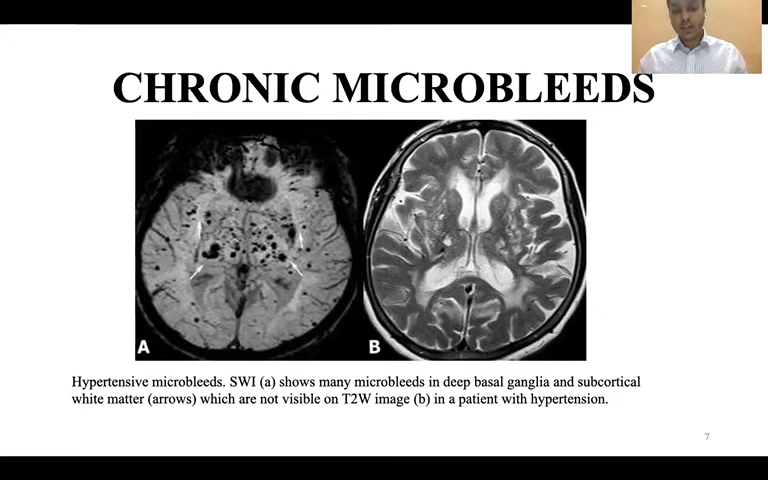 CHRONIC MICROBLEEDS
A
B
Hypertensive microbleeds. SWI (a) shows many microbleeds in deep basal ganglia and subcortical
white matter (arrows) which are not visible on T2W image (b) in a patient with hypertension.
7